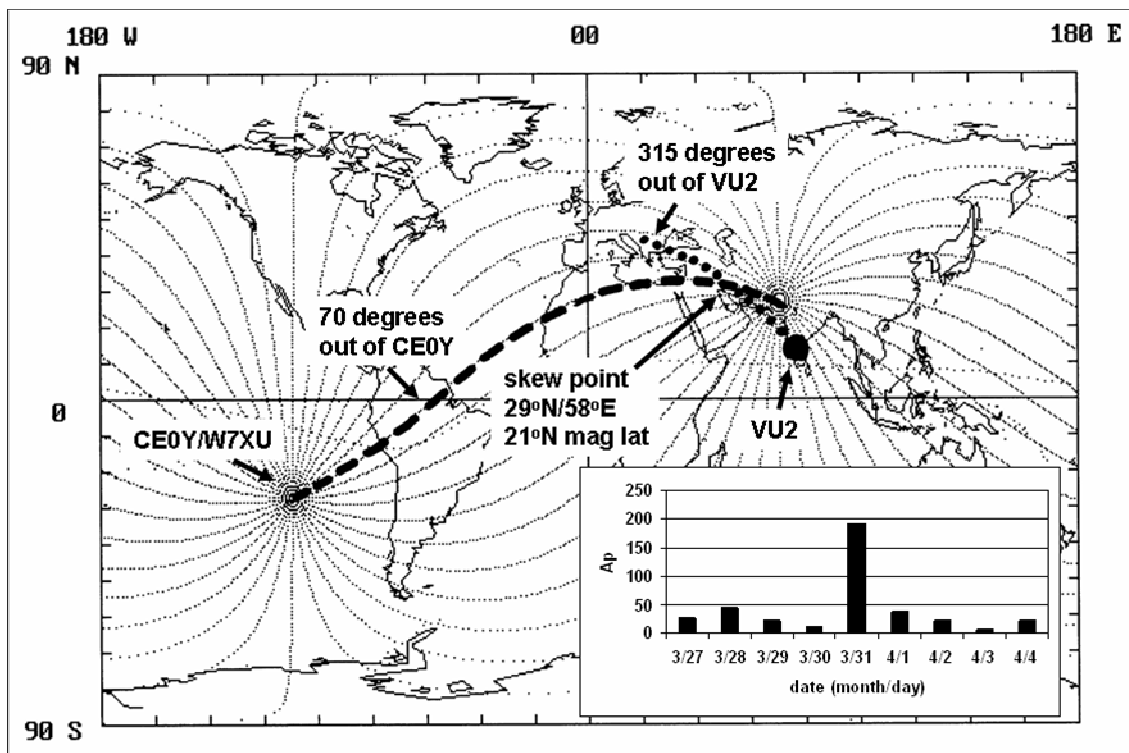 180 W
00
180 E
90 N
315 degrees
out of VU2
70 degrees
out of CE0Y
skew point
29oN/58oE
21oN mag lat
0
CE0Y/W7XU
VU2
250
200
150
100
50
0
Ap
3/27 3/28 3/29 3/30 3/31 4/1 4/2 4/3 4/4
date (month/day)
90 S